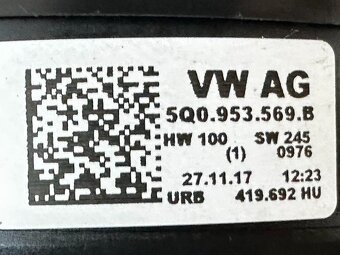 VW AG
5Q0.953.569.B
HW 100 SW 245
(1) 0976
27.11.17 12:23
URB 419.692 HU